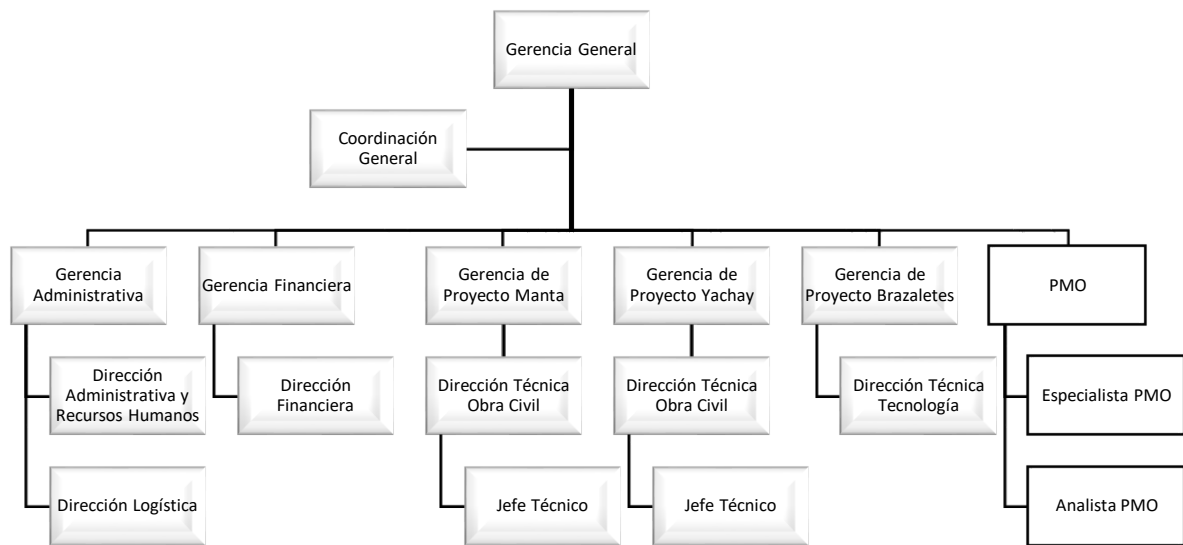 Gerencia General
Coordinación
General
Gerencia
Administrativa
Gerencia Financiera
Gerencia de
Proyecto Manta
Gerencia de
Proyecto Yachay
Gerencia de
Proyecto Brazaletes
PMO
Dirección
Administrativa y
Recursos Humanos
Dirección
Financiera
Dirección Técnica
Obra Civil
Dirección Técnica
Obra Civil
Dirección Técnica
Tecnología
Especialista PMO
Dirección Logística
Jefe Técnico
Jefe Técnico
Analista PMO